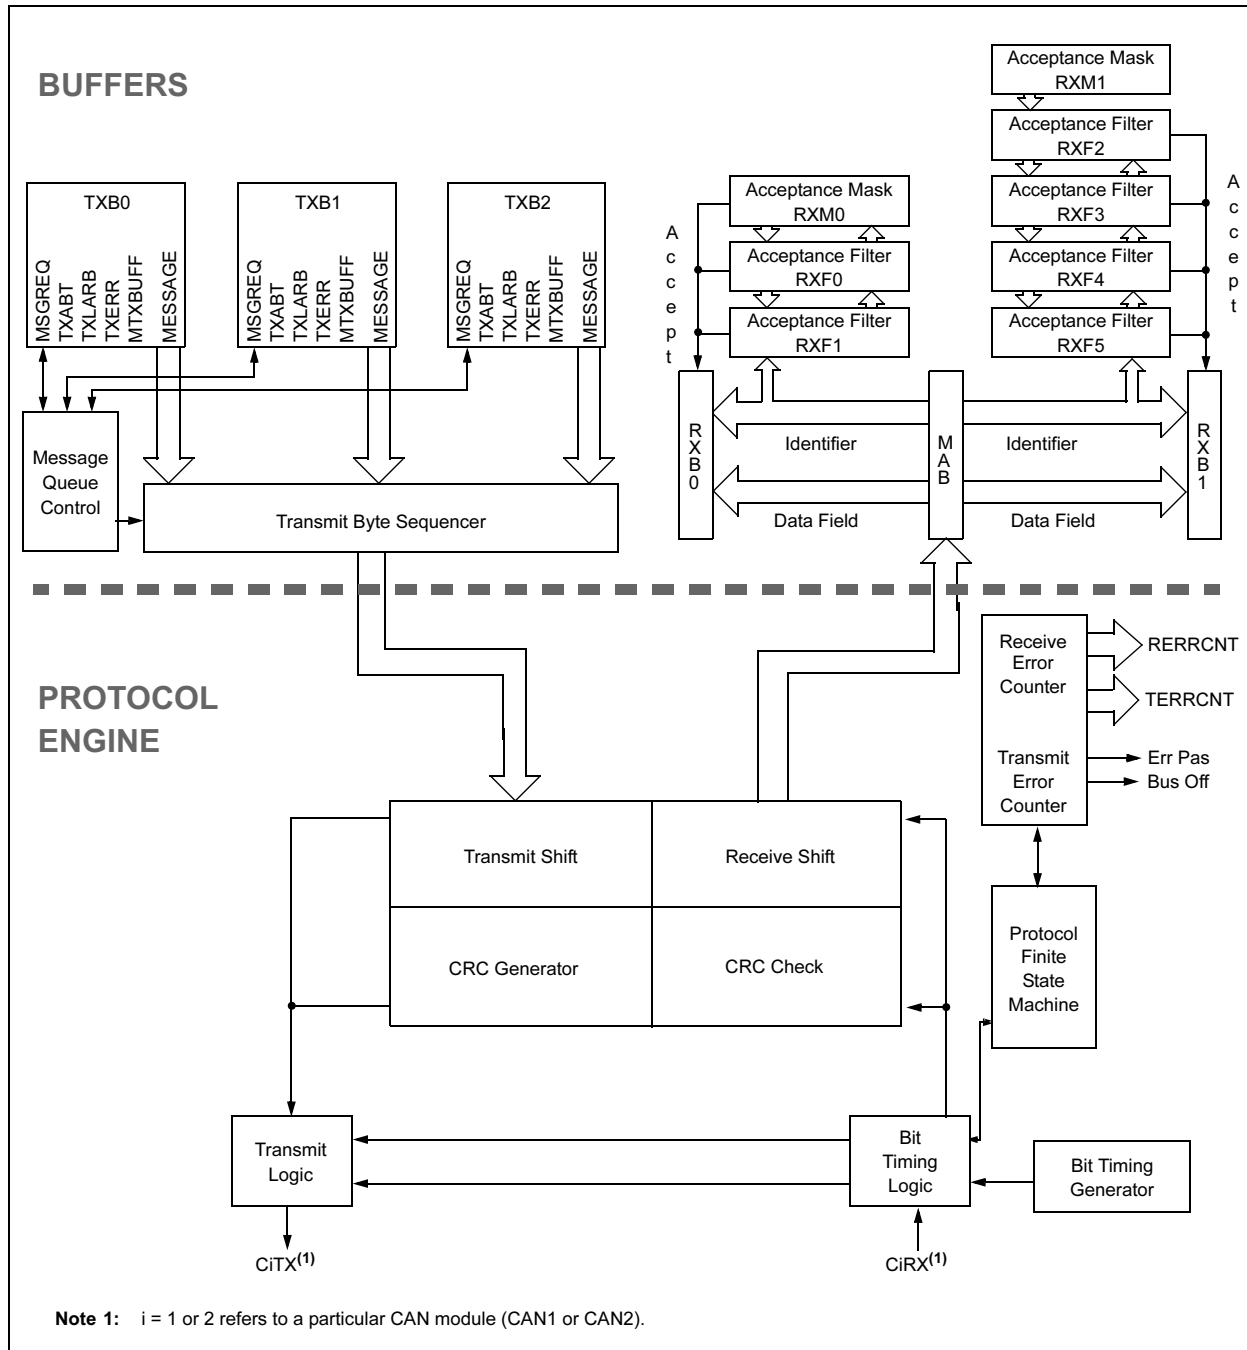 BUFFERS
Acceptance Mask
RXM1
Acceptance Filter
RXF2
Acceptance Filter
RXF3
Acceptance Filter
RXF4
Acceptance Filter
RXF5
Accept
Acceptance Mask
RXM0
Acceptance Filter
RXF0
Acceptance Filter
RXF1
Accept
TXB0
MSGREQ
TXABT
TXLARB
TXERR
MTXBUFF
MESSAGE
TXB1
MSGREQ
TXABT
TXLARB
TXERR
MTXBUFF
MESSAGE
TXB2
MSGREQ
TXABT
TXLARB
TXERR
MTXBUFF
MESSAGE
Message
Queue
Control
Transmit Byte Sequencer
RXB0
Identifier
Data Field
MAB
Identifier
Data Field
RXB1
PROTOCOL
ENGINE
Receive
Error
Counter
RERRCNT
TERRCNT
Transmit
Error
Counter
Err Pas
Bus Off
Transmit Shift
Receive Shift
CRC Generator
CRC Check
Protocol
Finite
State
Machine
Transmit
Logic
Bit
Timing
Logic
Bit Timing
Generator
CiTX(1)
CiRX(1)
Note 1: i = 1 or 2 refers to a particular CAN module (CAN1 or CAN2).